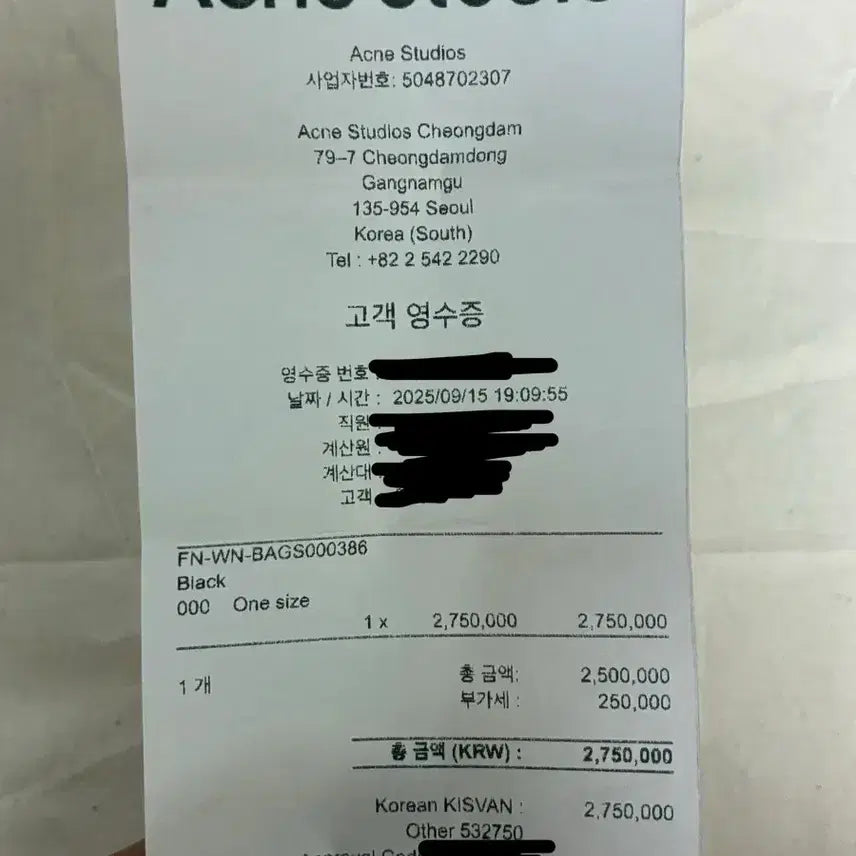 Acne Studios
Acne Studios
사업자번호: 5048702307
Acne Studios Cheongdam
79-7 Cheongdamdong
Gangnamgu
135-954 Seoul
Korea (South)
Tel : +82 2 542 2290
고객 영수증
영수증 번호 :
날짜 / 시간 : 2025/09/15 19:09:55
직원 :
계산원 :
계산대
고객
FN-WN-BAGS000386
Black
000 One size
1 x 2,750,000 2,750,000
1 개 총 금액: 2,500,000
부가세 : 250,000
총 금액 (KRW) : 2,750,000
Korean KISVAN : 2,750,000
Other 532750